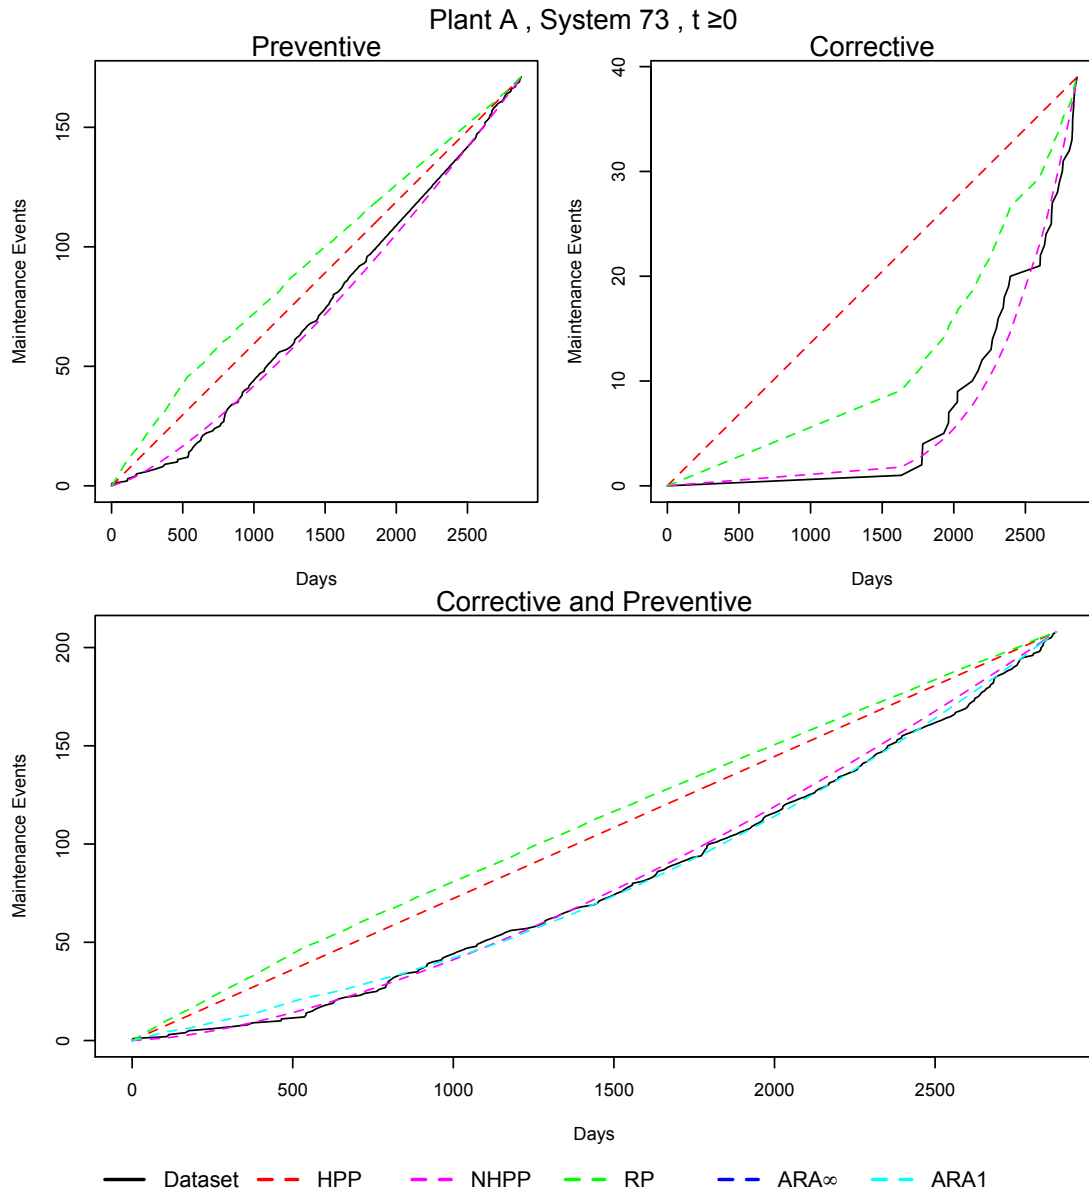 Plant A , System 73 , t ≥0
Preventive
Maintenance Events
0 50 100 150
0 500 1000 1500 2000 2500
Days
Corrective
Maintenance Events
0 10 20 30 40
0 500 1000 1500 2000 2500
Days
Corrective and Preventive
Maintenance Events
0 50 100 150 200
0 500 1000 1500 2000 2500
Days
Dataset HPP NHPP RP ARA∞ ARA1